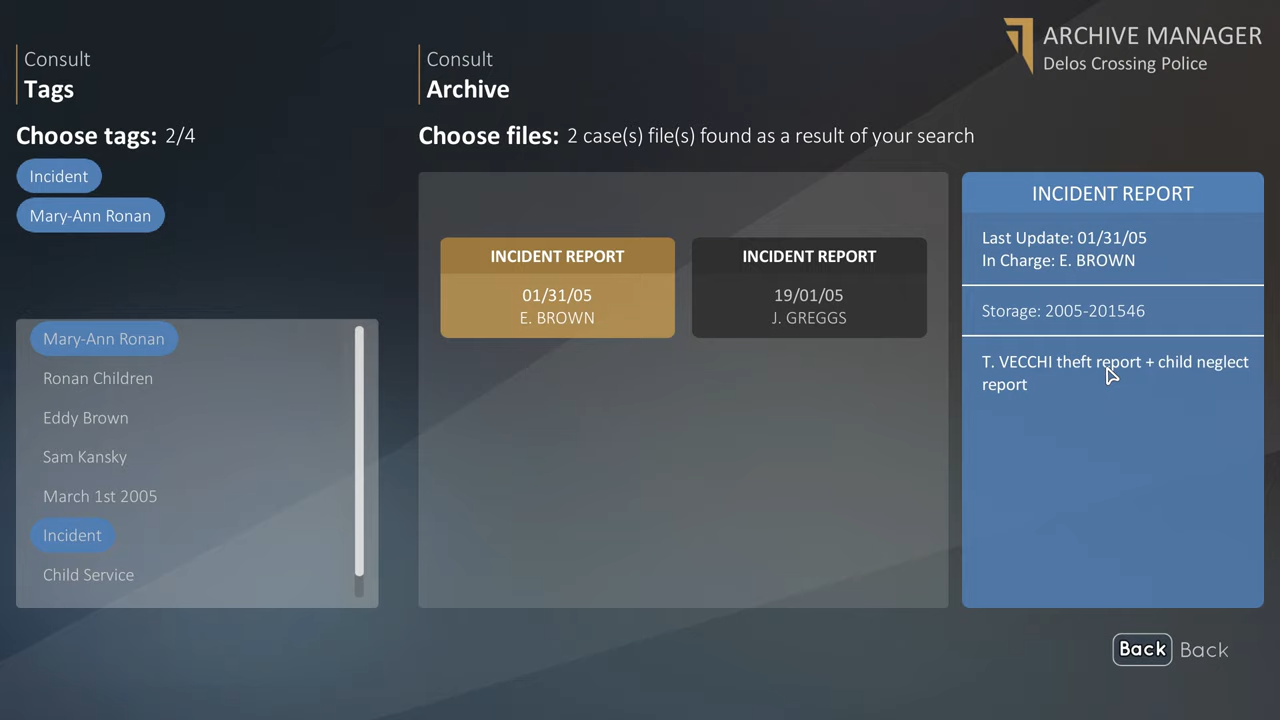 Consult
Tags
Choose tags: 2/4
Incident
Mary-Ann Ronan
Mary-Ann Ronan
Ronan Children
Eddy Brown
Sam Kansky
March 1st 2005
Incident
Child Service
Consult
Archive
Choose files: 2 case(s) file(s) found as a result of your search
INCIDENT REPORT
01/31/05
E. BROWN
INCIDENT REPORT
19/01/05
J. GREGGS
ARCHIVE MANAGER
Delos Crossing Police
INCIDENT REPORT
Last Update: 01/31/05
In Charge: E. BROWN
Storage: 2005-201546
T. VECCHI theft report + child neglect
report
Back Back